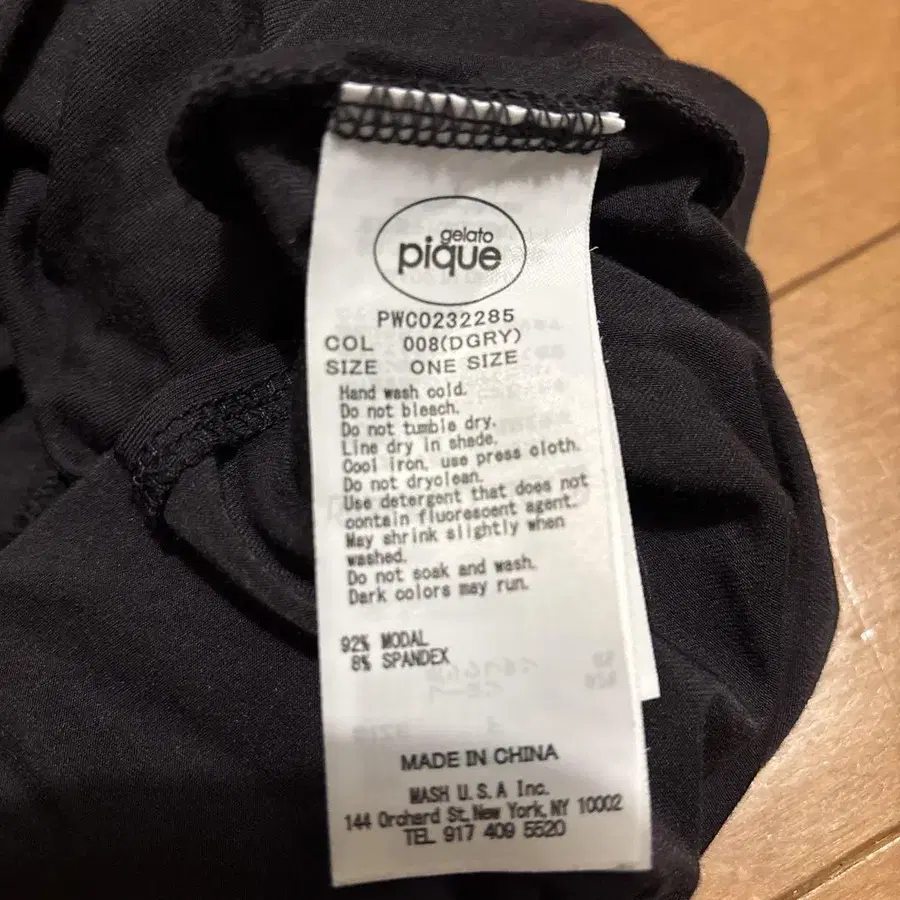 gelato
pique
PWCO232285
COL 008(DGRY)
SIZE ONE SIZE
Hand wash cold.
Do not bleach.
Do not tumble dry.
Line dry in shade.
Cool iron, use press cloth.
Do not dryclean.
Use detergent that does not
contain fluorescent agent.
May shrink slightly when
washed.
Do not soak and wash.
Dark colors may run.
92% MODAL
8% SPANDEX
MADE IN CHINA
MASH U.S.A Inc.
144 Orchard St,New York,NY 10002
TEL 917 409 5520